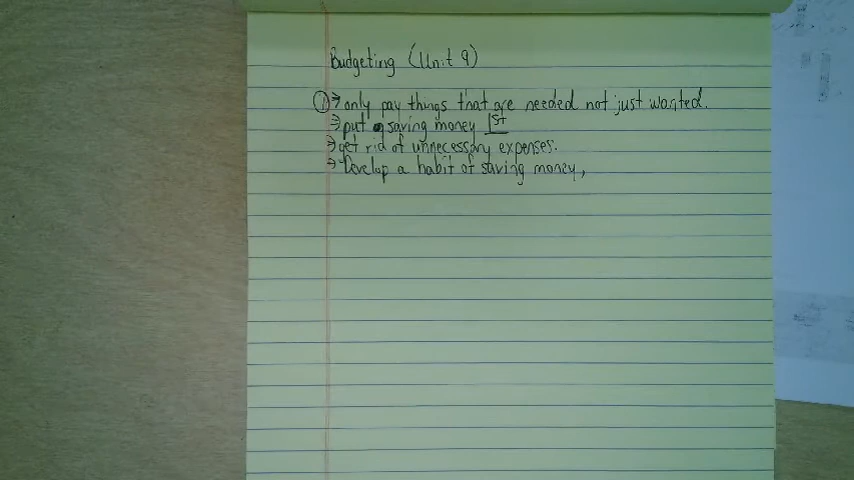 Budgeting (Unit 9)
① → only pay things that are needed not just wanted.
→ put saving money 1st
→ get rid of unnecessary expenses.
→ Develop a habit of saving money,